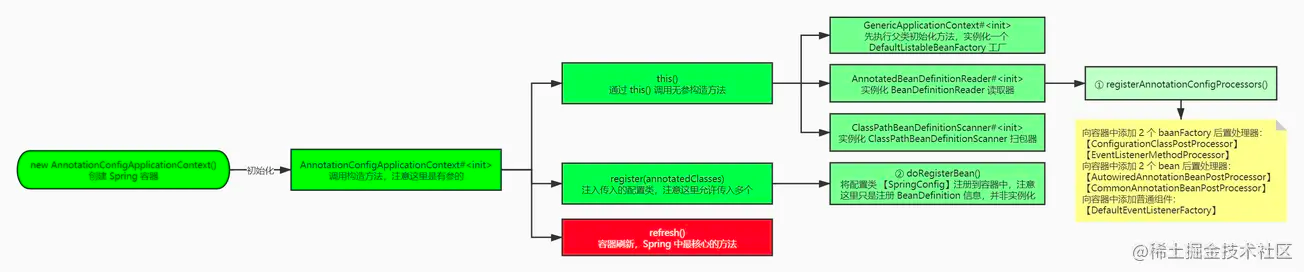 new AnnotationConfigApplicationContext()
创建 Spring 容器
初始化
AnnotationConfigApplicationContext#<init>
调用构造方法，注意这里是有参的
this()
通过 this() 调用无参构造方法
GenericApplicationContext#<init>
先执行父类初始化方法，实例化一个
DefaultListableBeanFactory 工厂
AnnotatedBeanDefinitionReader#<init>
实例化 BeanDefinitionReader 读取器
① registerAnnotationConfigProcessors()
ClassPathBeanDefinitionScanner#<init>
实例化 ClassPathBeanDefinitionScanner 扫包器
向容器中添加 2 个 baanFactory 后置处理器：
【ConfigurationClassPostProcessor】
【EventListenerMethodProcessor】
向容器中添加 2 个 bean 后置处理器：
【AutowiredAnnotationBeanPostProcessor】
【CommonAnnotationBeanPostProcessor】
向容器中添加普通组件：
【DefaultEventListenerFactory】
register(annotatedClasses)
注入传入的配置类，注意这里允许传入多个
② doRegisterBean()
将配置类 【SpringConfig】注册到容器中，注意
这里只是注册 BeanDefinition 信息，并非实例化
refresh()
容器刷新，Spring 中最核心的方法
@稀土掘金技术社区